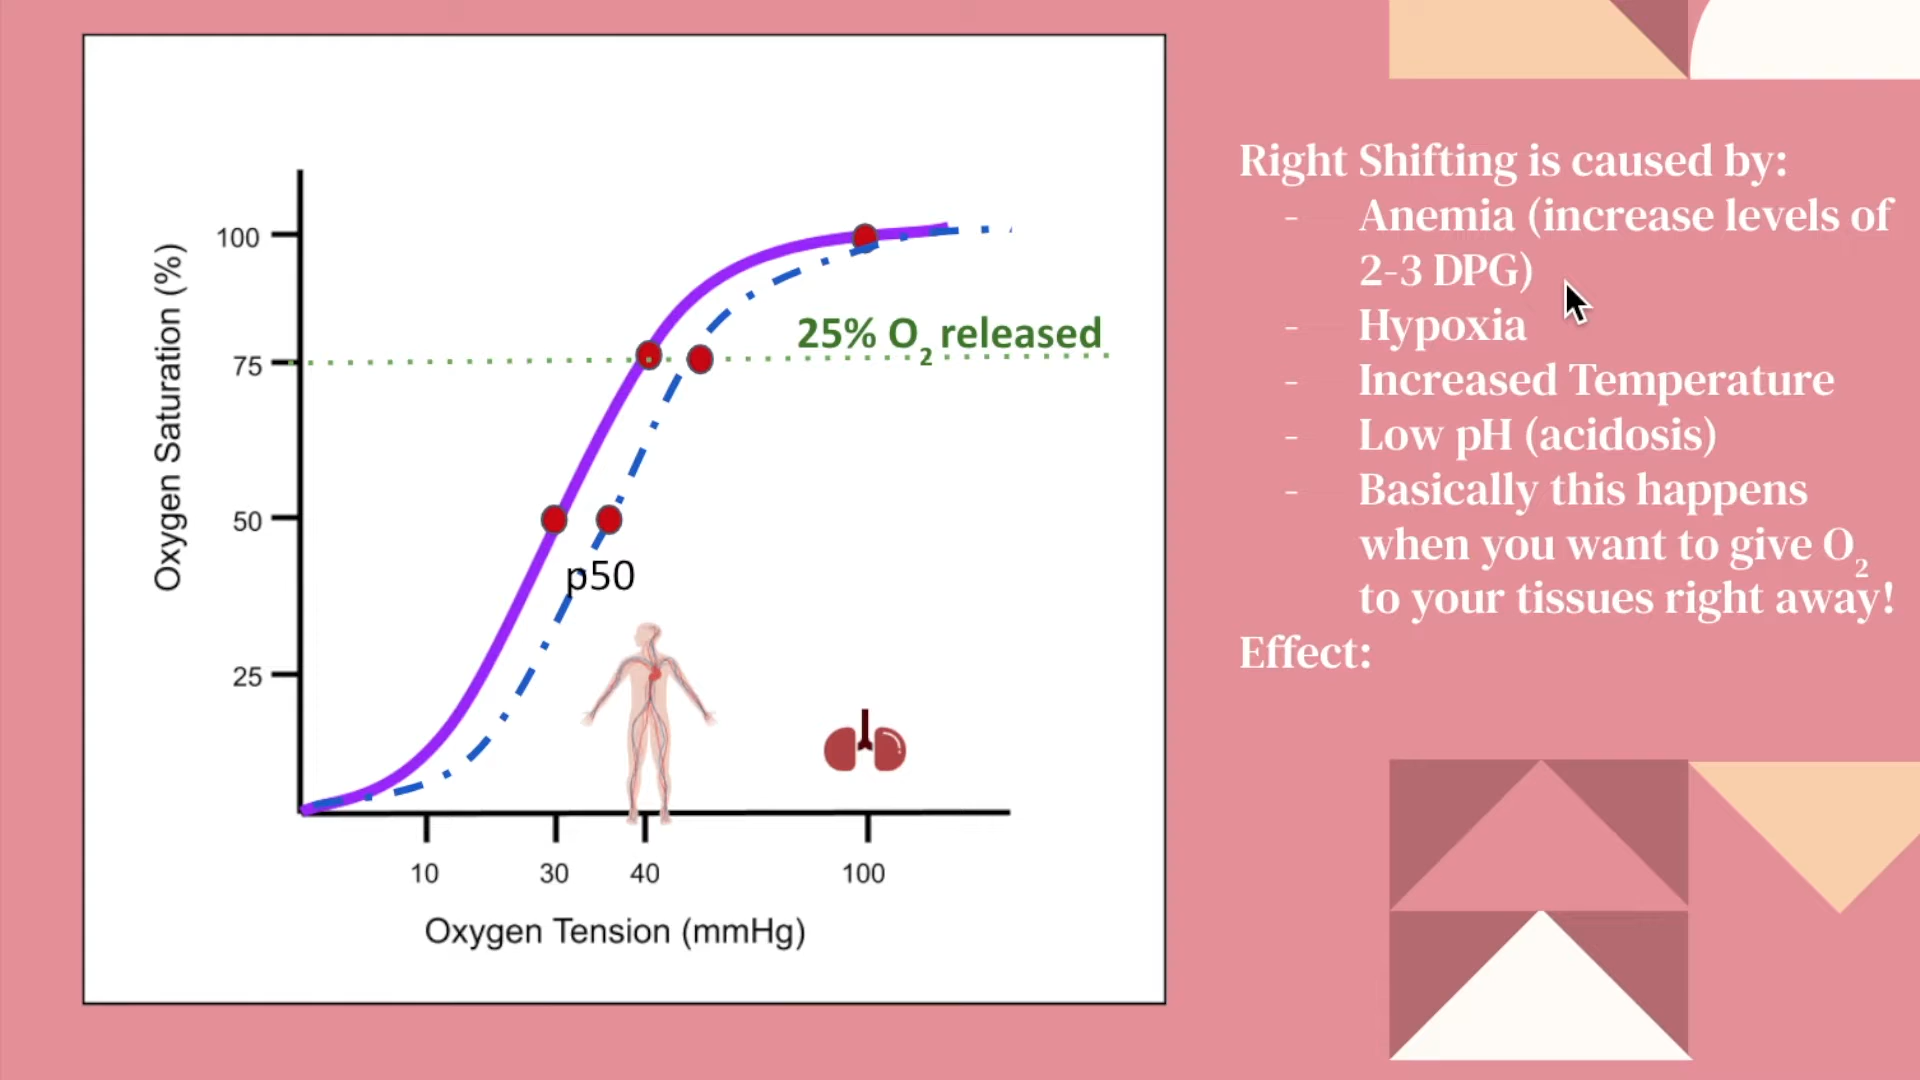 Oxygen Saturation (%)
100
75
50
25
25% O₂ released
p50
10 30 40 100
Oxygen Tension (mmHg)
Right Shifting is caused by:
- Anemia (increase levels of
2-3 DPG)
- Hypoxia
- Increased Temperature
- Low pH (acidosis)
- Basically this happens
when you want to give O₂
to your tissues right away!
Effect: